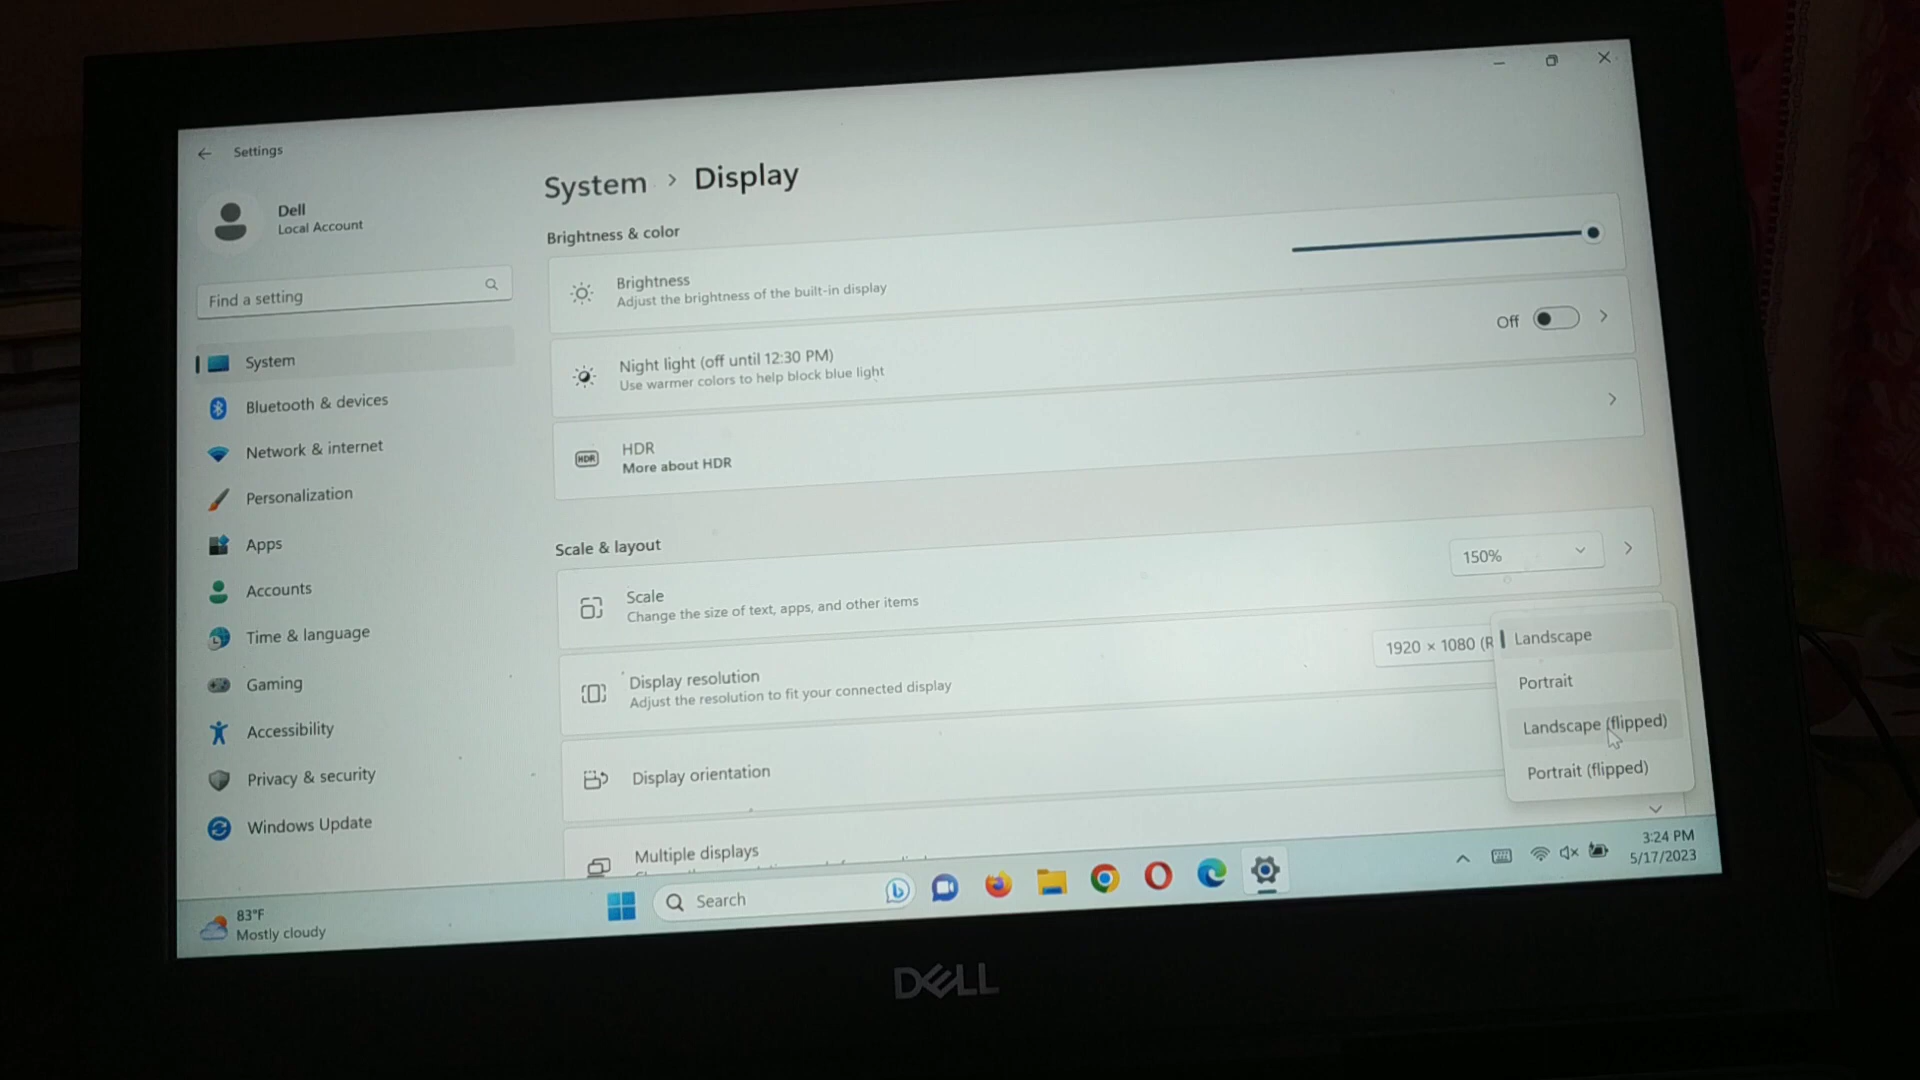 Settings
Dell
Local Account
Find a setting
System
Bluetooth & devices
Network & internet
Personalization
Apps
Accounts
Time & language
Gaming
Accessibility
Privacy & security
Windows Update
System > Display
Brightness & color
Brightness
Adjust the brightness of the built-in display
Night light (off until 12:30 PM)
Use warmer colors to help block blue light
Off
HDR
HDR
More about HDR
Scale & layout
Scale
Change the size of text, apps, and other items
150%
Display resolution
Adjust the resolution to fit your connected display
1920 × 1080 (R
Display orientation
Landscape
Portrait
Landscape (flipped)
Portrait (flipped)
Multiple displays
83°F
Mostly cloudy
Search
3:24 PM
5/17/2023
DELL